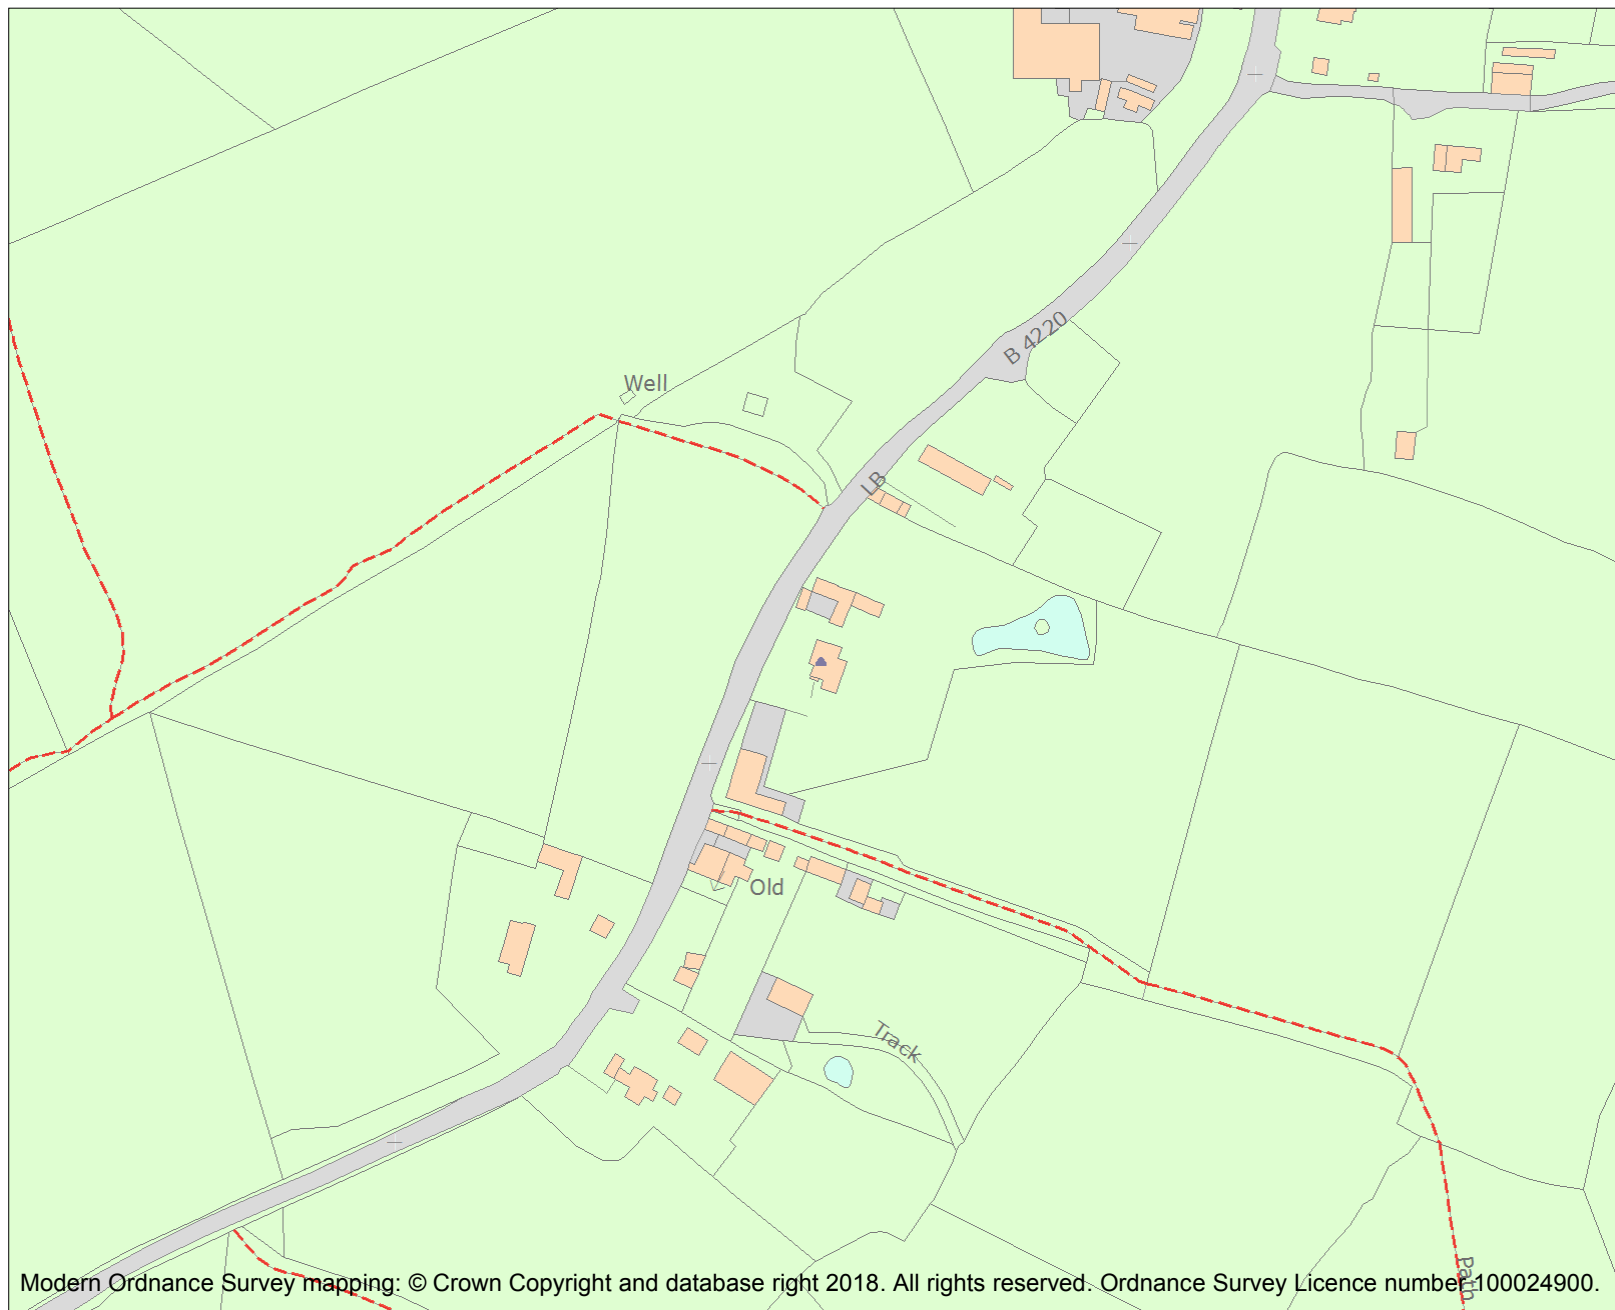 B 4220
Well
LB
Old
Track
Path
Modern Ordnance Survey mapping: © Crown Copyright and database right 2018. All rights reserved. Ordnance Survey Licence number 100024900.